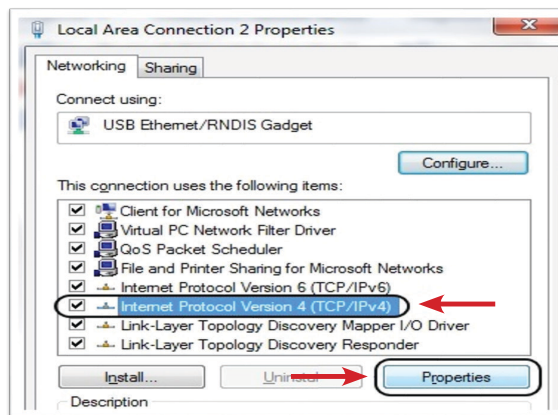 Local Area Connection 2 Properties
Networking Sharing
Connect using:
USB Ethernet/RNDIS Gadget
Configure...
This connection uses the following items:
Client for Microsoft Networks
Virtual PC Network Filter Driver
QoS Packet Scheduler
File and Printer Sharing for Microsoft Networks
Internet Protocol Version 6 (TCP/IPv6)
Internet Protocol Version 4 (TCP/IPv4)
Link-Layer Topology Discovery Mapper I/O Driver
Link-Layer Topology Discovery Responder
Install... Uninstall Properties
Description